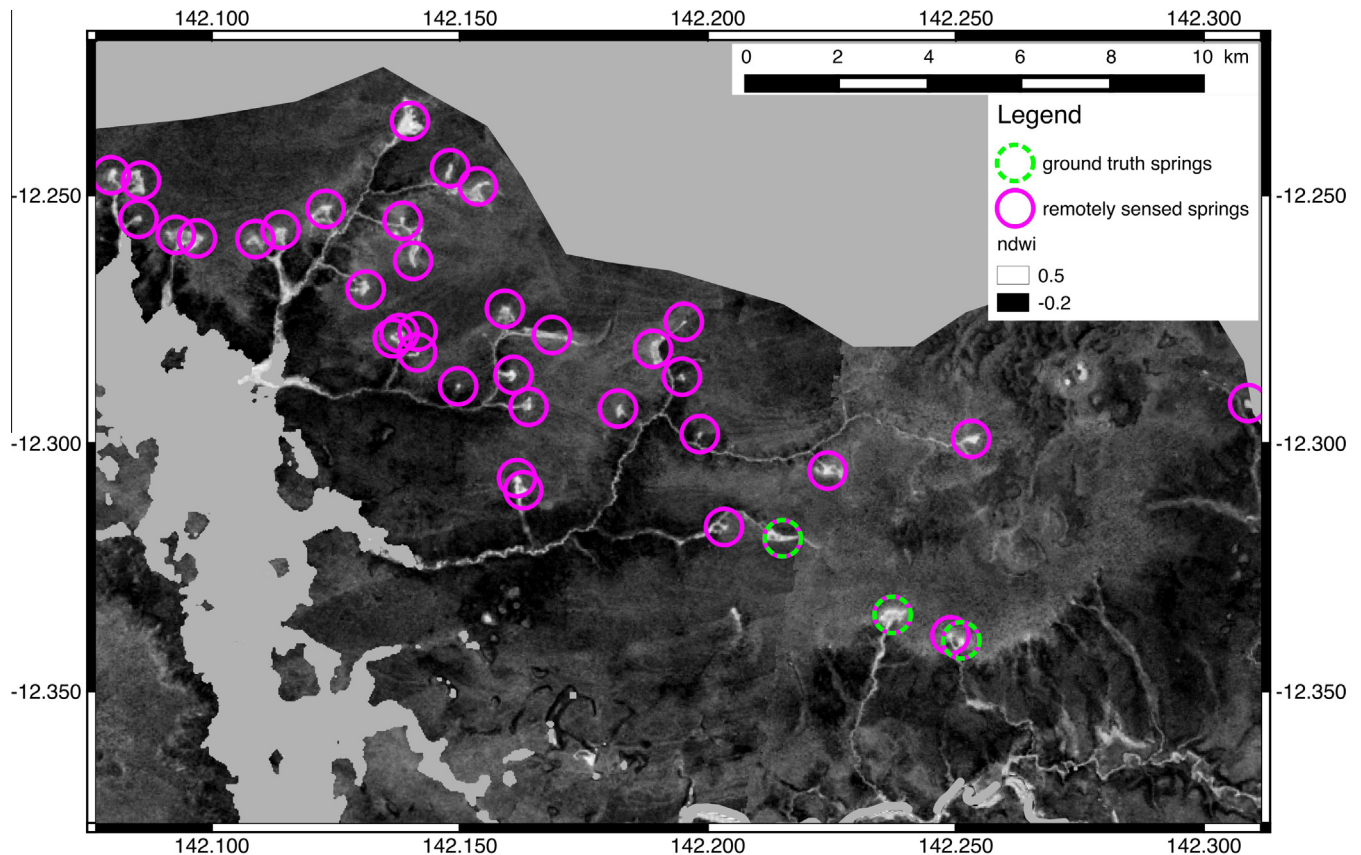 142.100 142.150 142.200 142.250 142.300
0 2 4 6 8 10 km
Legend
ground truth springs
remotely sensed springs
ndwi
0.5
-0.2
-12.250 -12.250
-12.300 -12.300
-12.350 -12.350
142.100 142.150 142.200 142.250 142.300